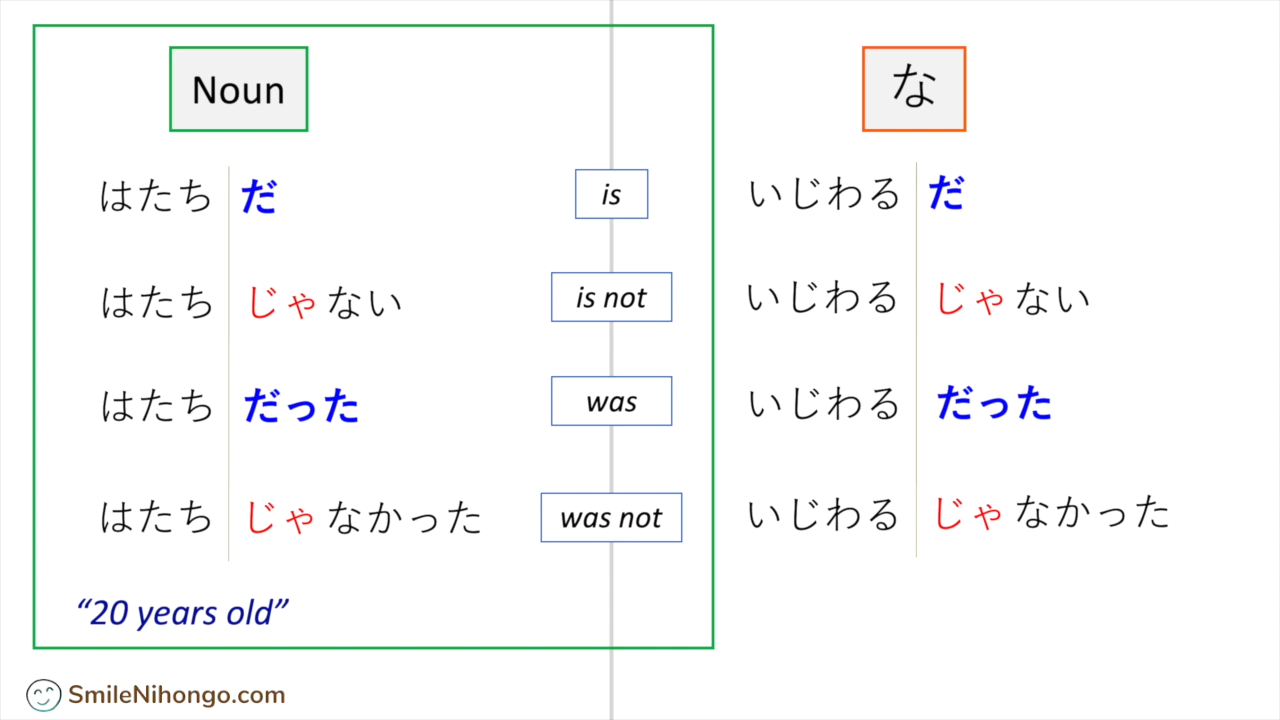 Noun な
はたち だ is いじわる だ
はたち じゃない is not いじわる じゃない
はたち だった was いじわる だった
はたち じゃなかった was not いじわる じゃなかった
“20 years old”
SmileNihongo.com